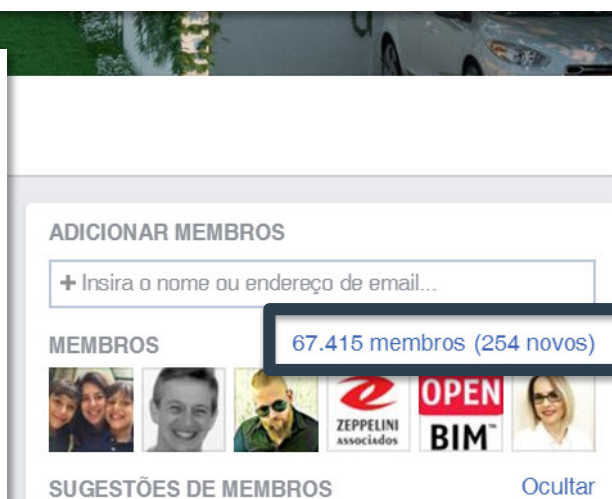 ADICIONAR MEMBROS
+ Insira o nome ou endereço de email...
MEMBROS 67.415 membros (254 novos)
ZEPPELINI
ASSOCIADOS
OPEN
BIM™
SUGESTÕES DE MEMBROS Ocultar